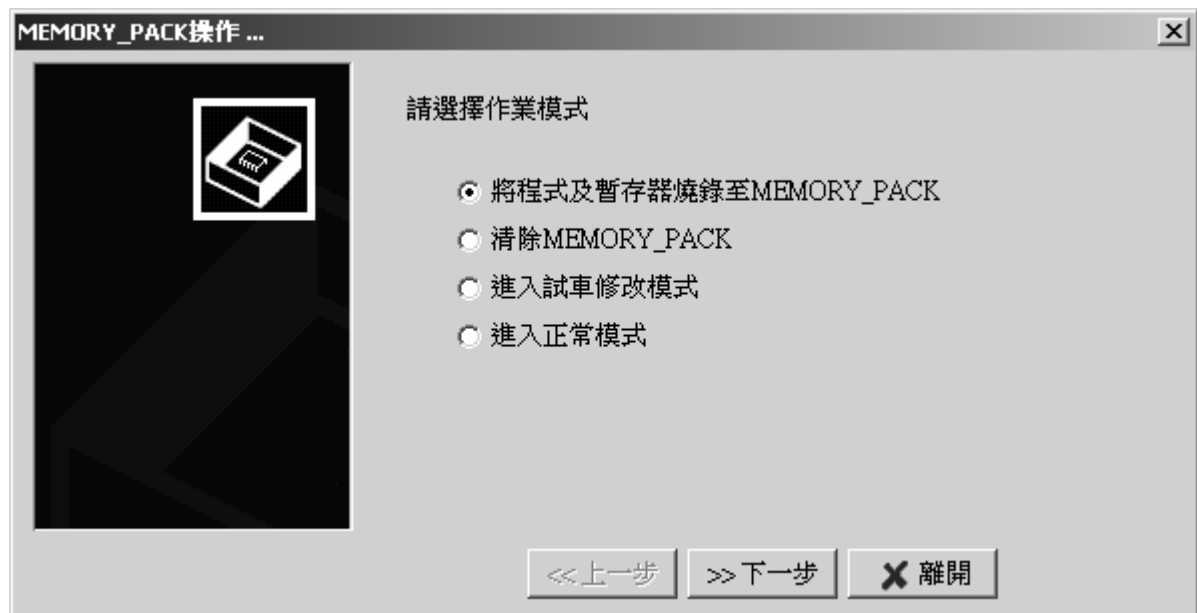 MEMORY_PACK操作 ...
請選擇作業模式
將程式及暫存器燒錄至MEMORY_PACK
清除MEMORY_PACK
進入試車修改模式
進入正常模式
<<上一步 >>下一步 離開